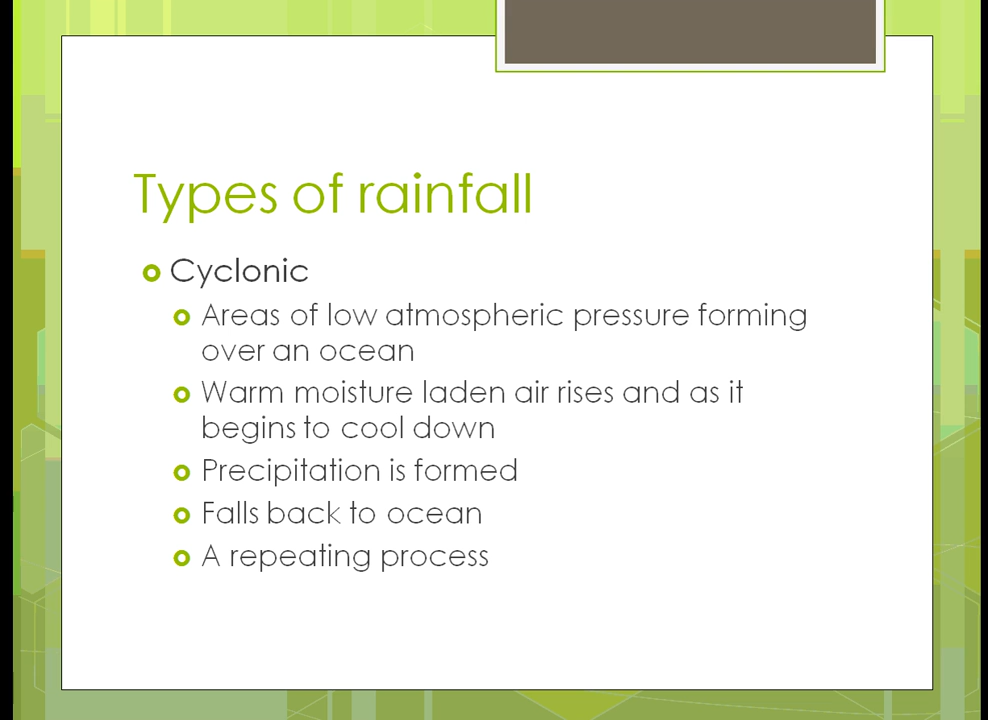 Types of rainfall
Cyclonic
Areas of low atmospheric pressure forming
over an ocean
Warm moisture laden air rises and as it
begins to cool down
Precipitation is formed
Falls back to ocean
A repeating process